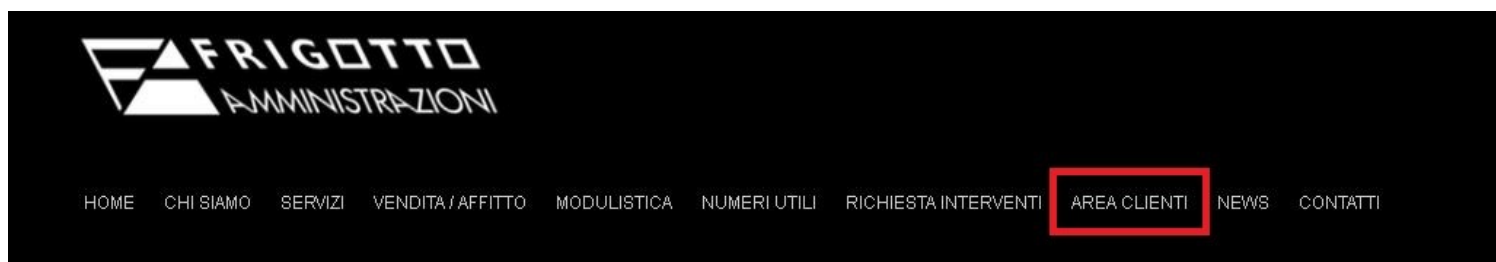 FRIGOTTO
AMMINISTRAZIONI
HOME CHI SIAMO SERVIZI VENDITA / AFFITTO MODULISTICA NUMERI UTILI RICHIESTA INTERVENTI AREA CLIENTI NEWS CONTATTI